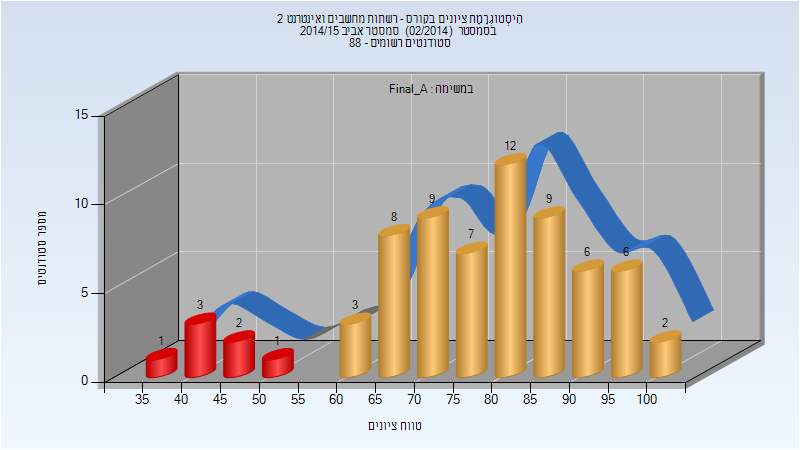 היסטוגרמת ציונים בקורס - רשתות מחשבים ואינטרנט 2
בסמסטר (02/2014) סמסטר אביב 2014/15
סטודנטים רשומים - 88
במשימה : Final_A
15
10
5
0
מספר סטודנטים
1
3
2
1
3
8
9
7
12
9
6
6
2
35 40 45 50 55 60 65 70 75 80 85 90 95 100
טווח ציונים